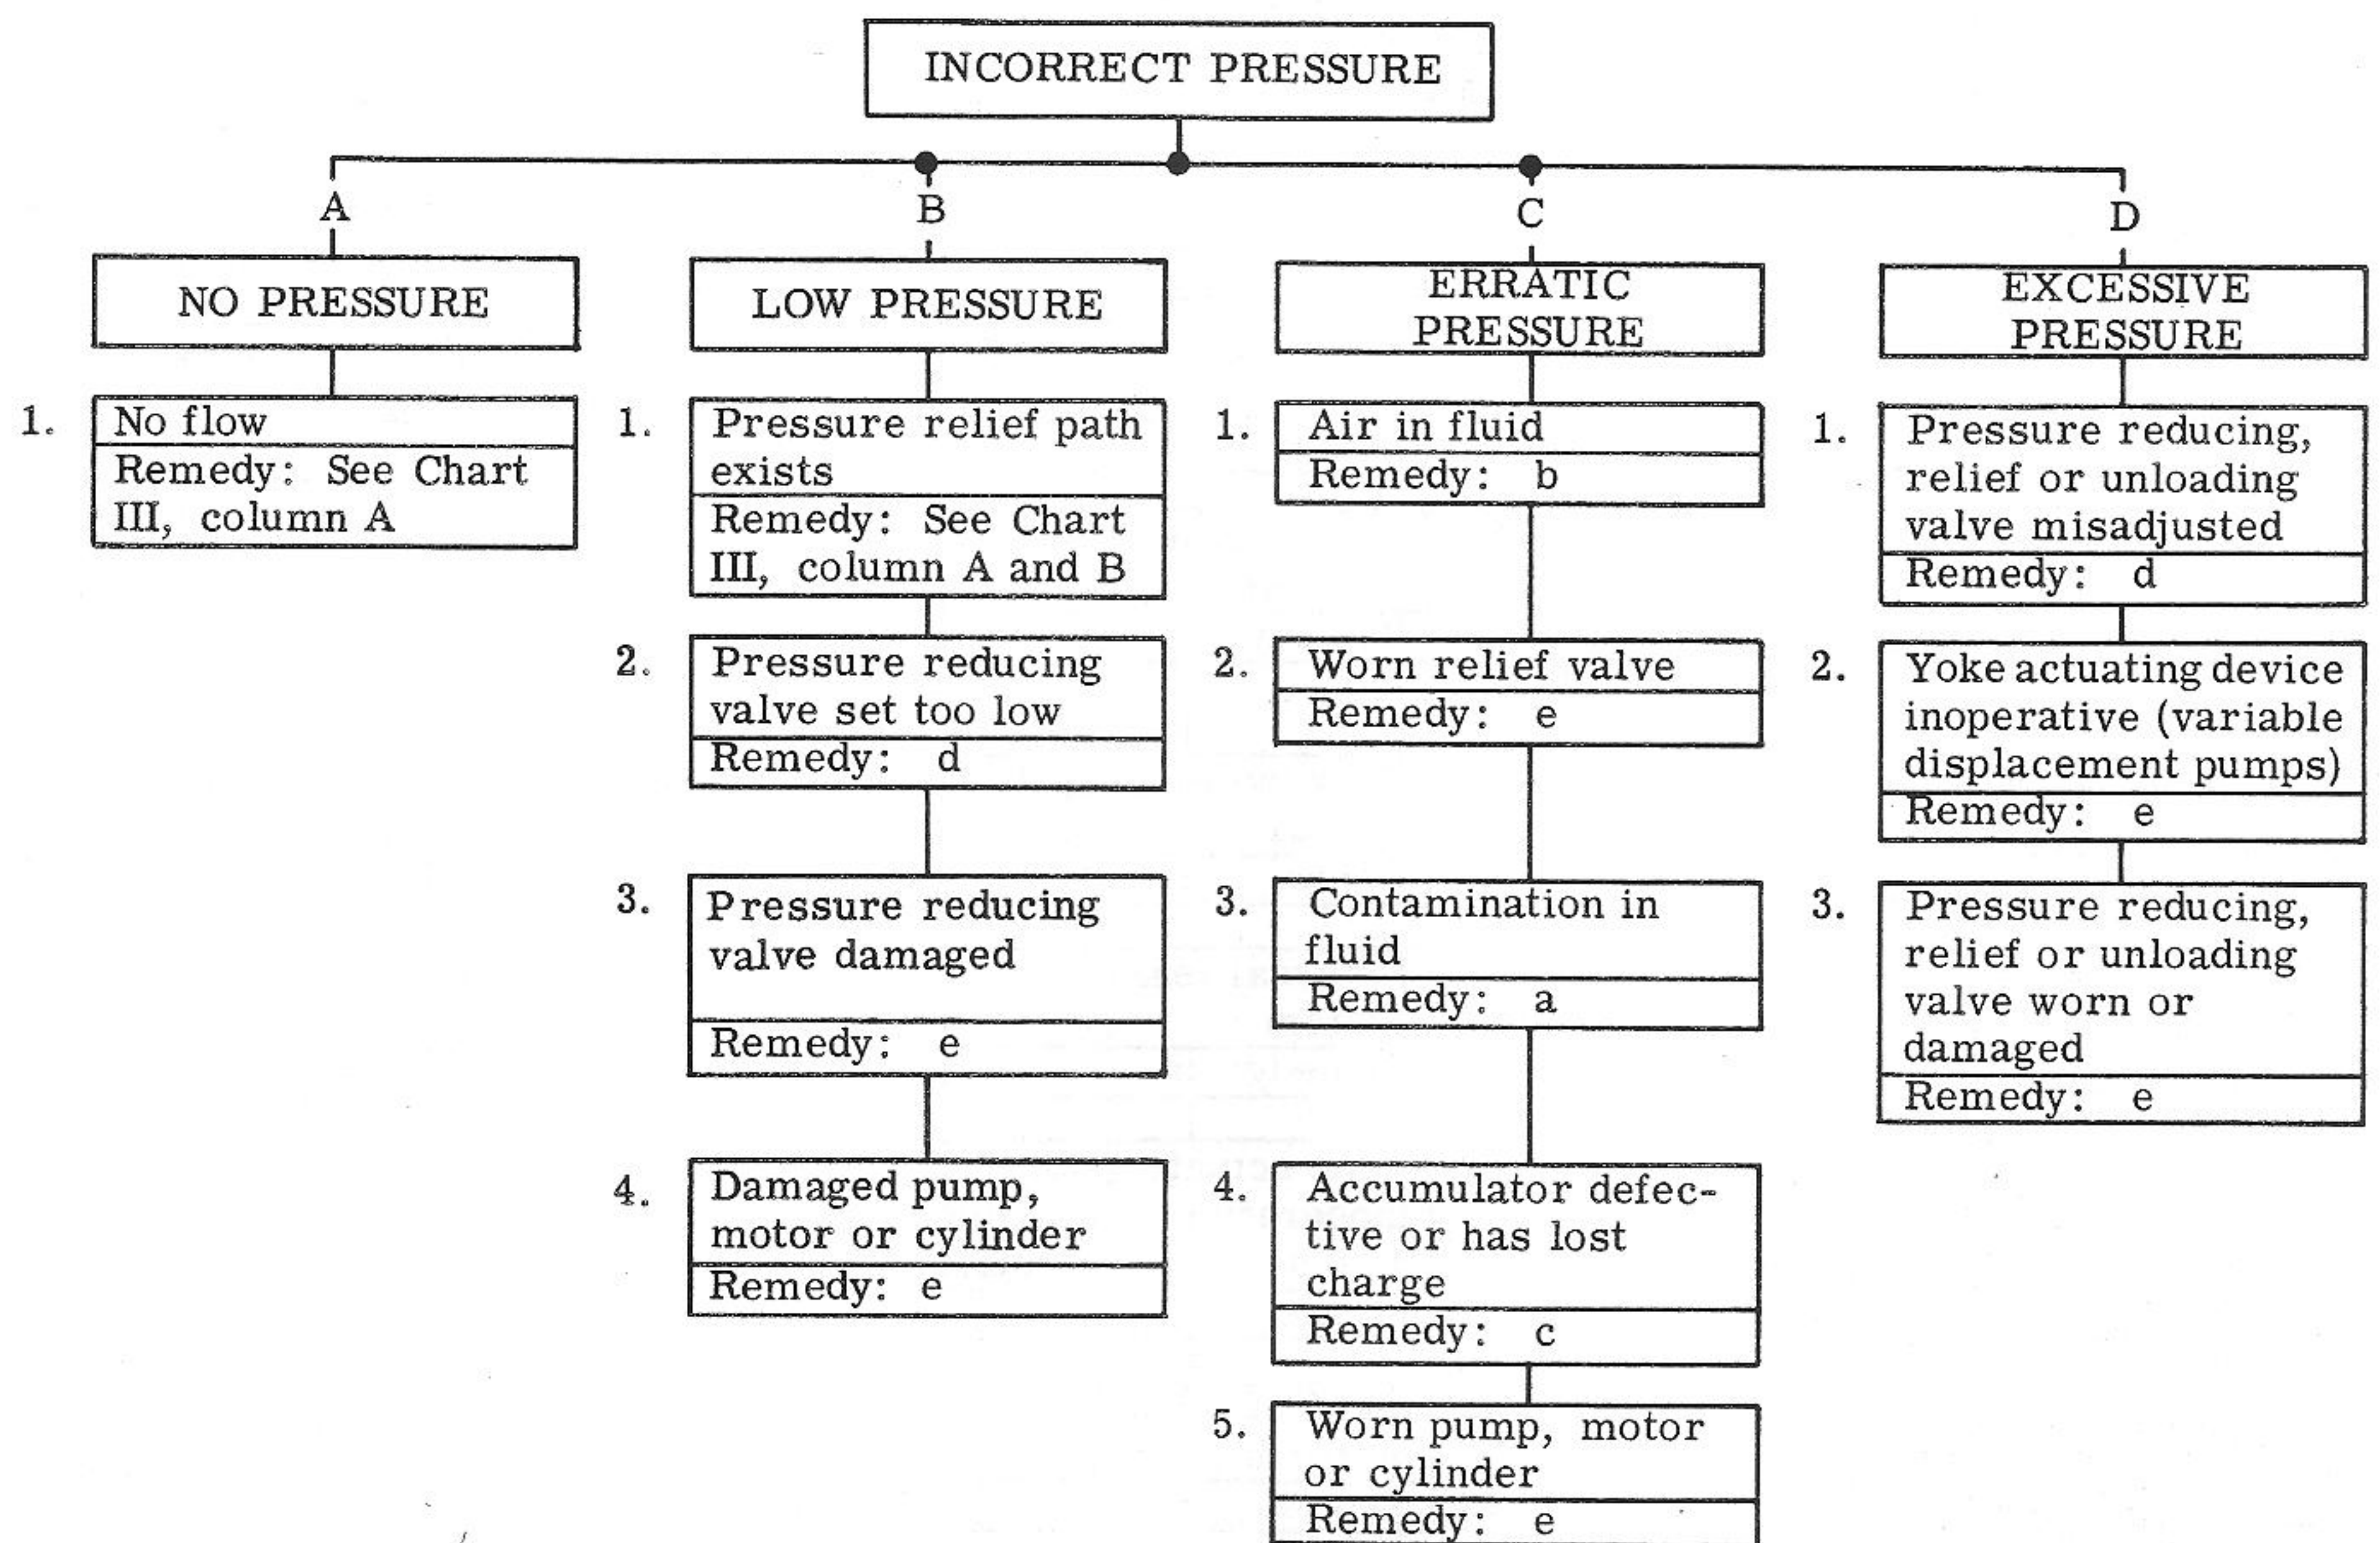 INCORRECT PRESSURE
A
NO PRESSURE
1.
No flow
Remedy: See Chart
III, column A
B
LOW PRESSURE
1.
Pressure relief path
exists
Remedy: See Chart
III, column A and B
2.
Pressure reducing
valve set too low
Remedy: d
3.
Pressure reducing
valve damaged
Remedy: e
4.
Damaged pump,
motor or cylinder
Remedy: e
C
ERRATIC
PRESSURE
1.
Air in fluid
Remedy: b
2.
Worn relief valve
Remedy: e
3.
Contamination in
fluid
Remedy: a
4.
Accumulator defec-
tive or has lost
charge
Remedy: c
5.
Worn pump, motor
or cylinder
Remedy: e
D
EXCESSIVE
PRESSURE
1.
Pressure reducing,
relief or unloading
valve misadjusted
Remedy: d
2.
Yoke actuating device
inoperative (variable
displacement pumps)
Remedy: e
3.
Pressure reducing,
relief or unloading
valve worn or
damaged
Remedy: e